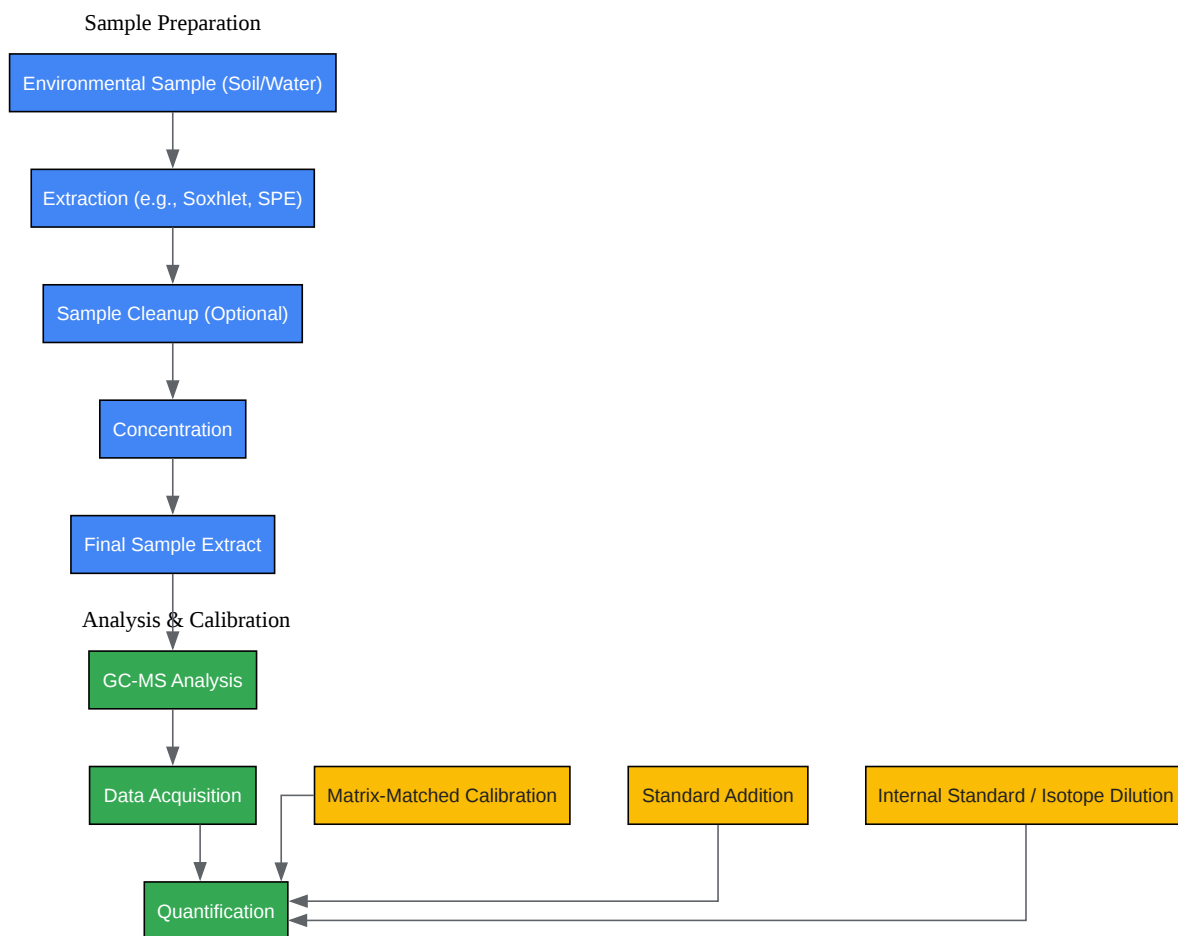 Sample Preparation
Environmental Sample (Soil/Water)
Extraction (e.g., Soxhlet, SPE)
Sample Cleanup (Optional)
Concentration
Final Sample Extract
Analysis & Calibration
GC-MS Analysis
Data Acquisition
Matrix-Matched Calibration
Standard Addition
Internal Standard / Isotope Dilution
Quantification